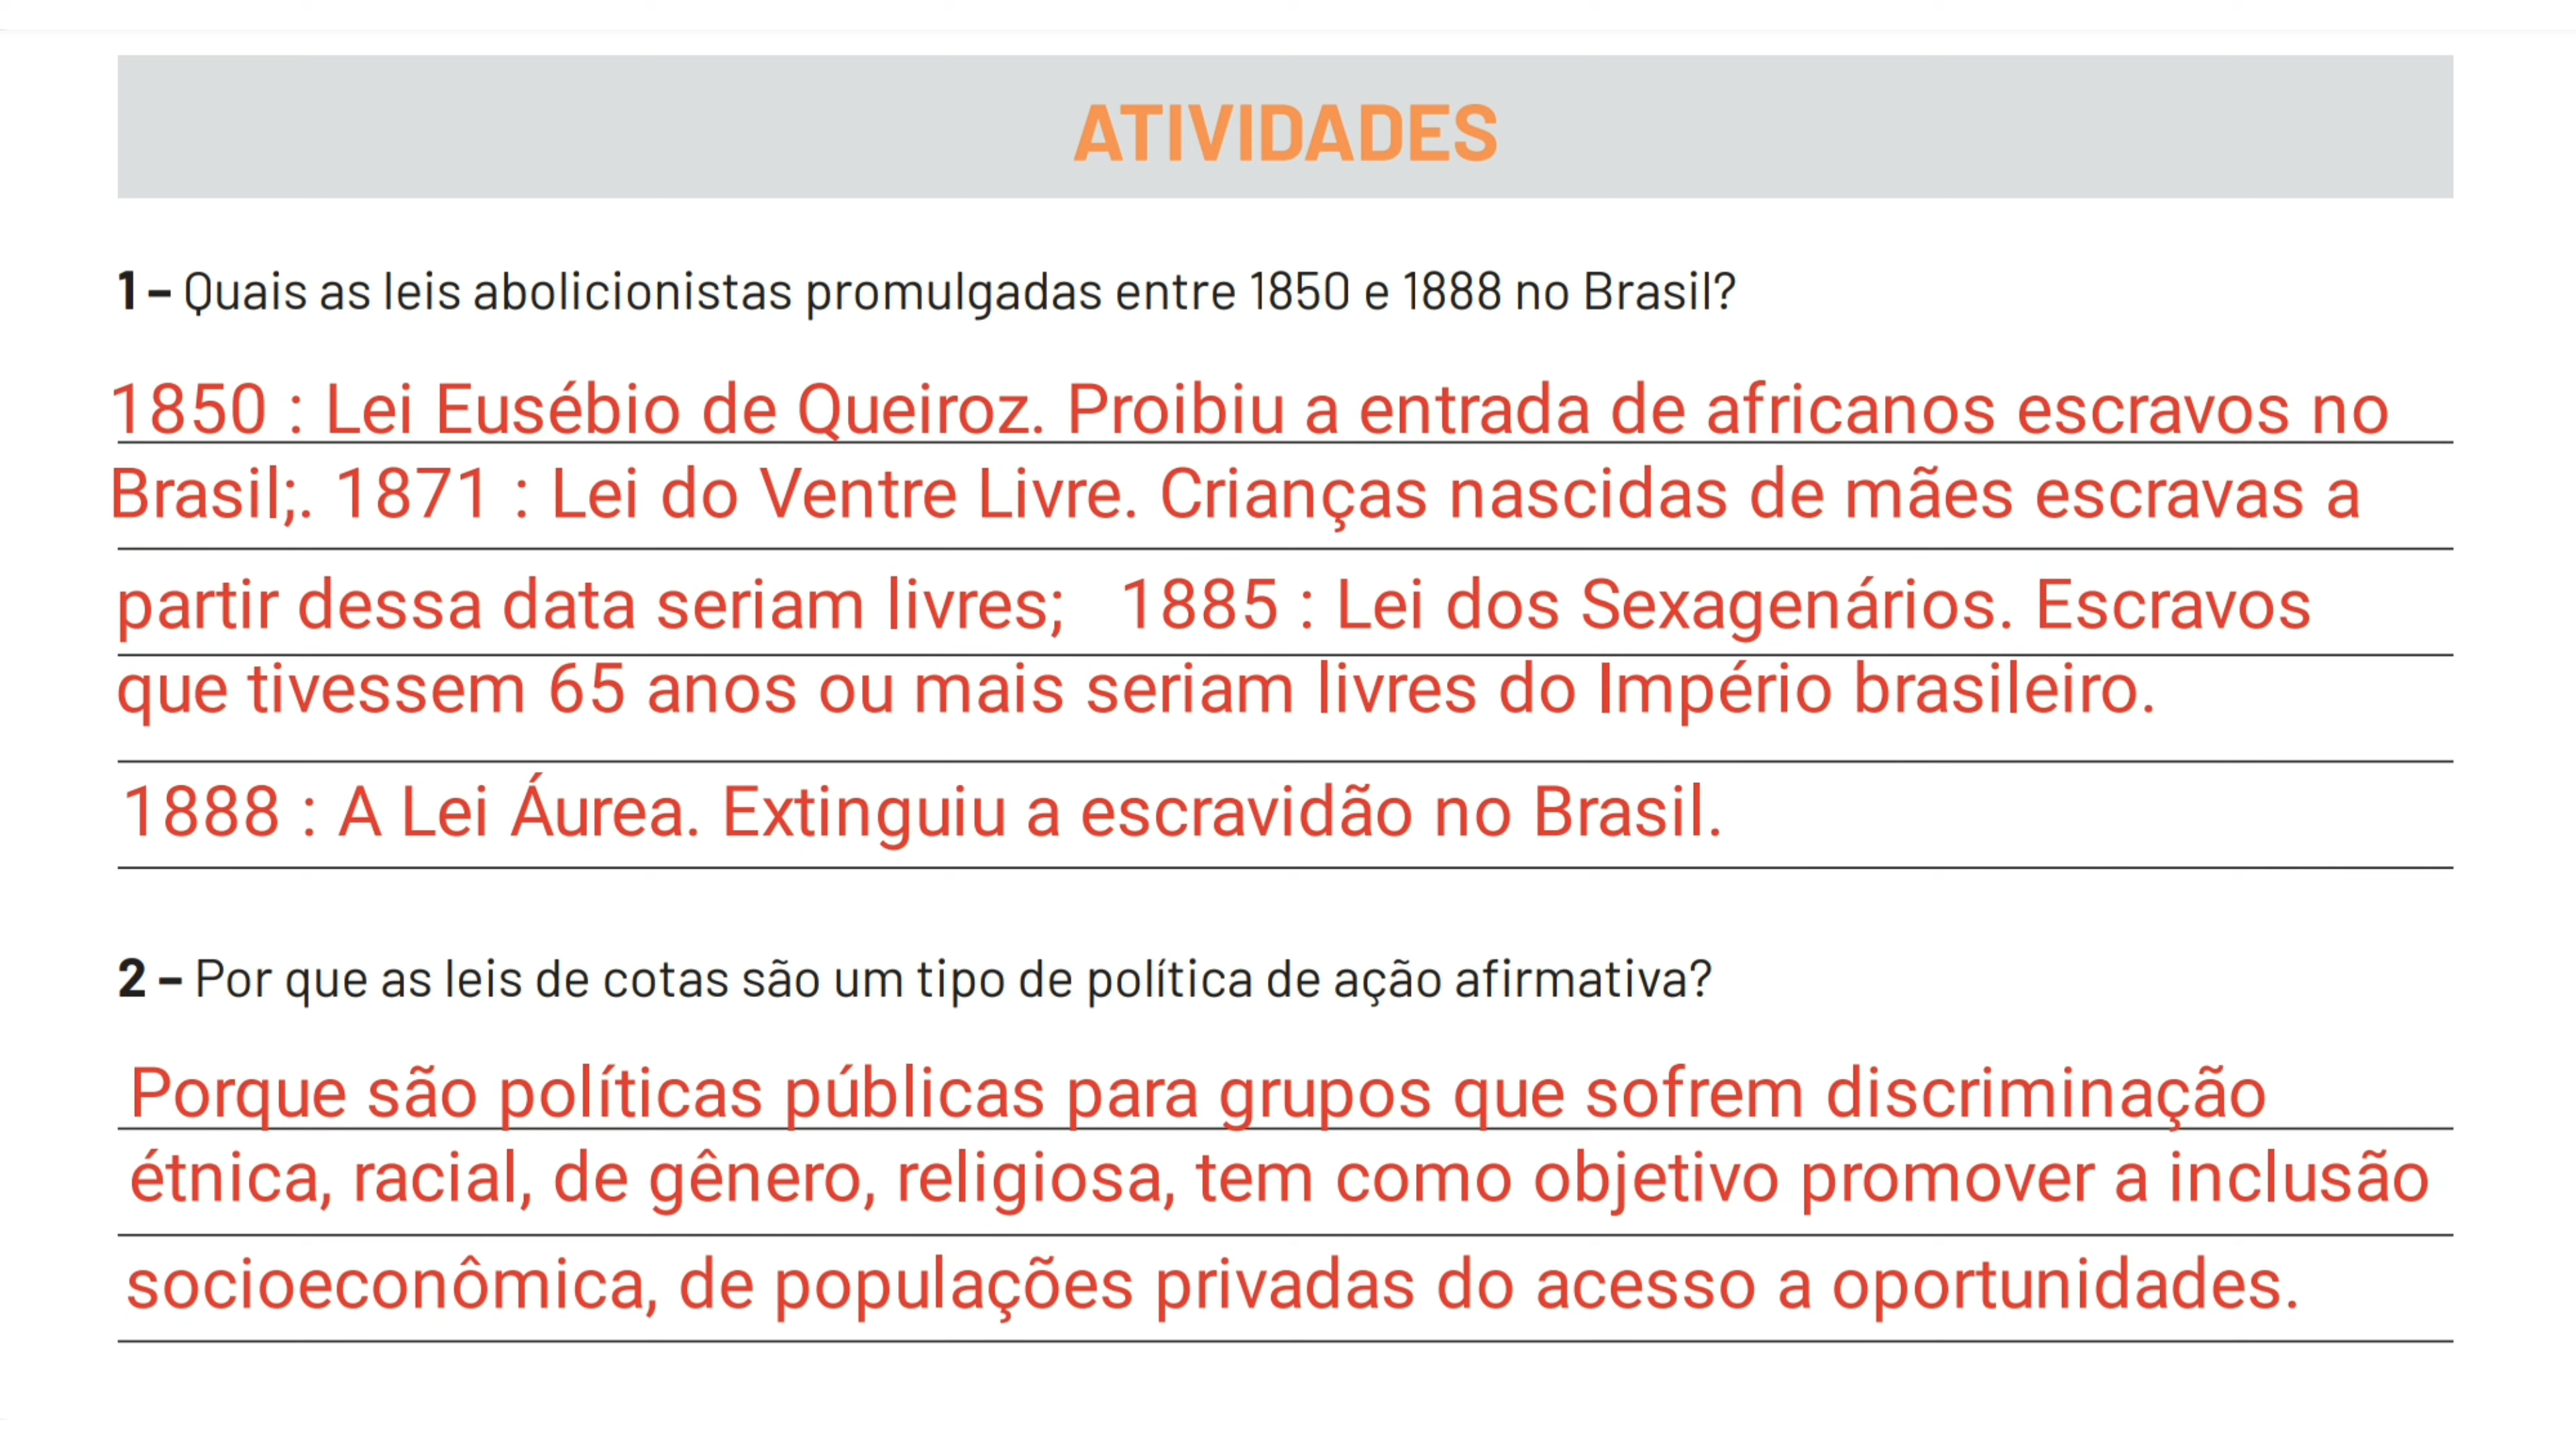 ATIVIDADES
1 – Quais as leis abolicionistas promulgadas entre 1850 e 1888 no Brasil?
1850 : Lei Eusébio de Queiroz. Proibiu a entrada de africanos escravos no
Brasil;. 1871 : Lei do Ventre Livre. Crianças nascidas de mães escravas a
partir dessa data seriam livres; 1885 : Lei dos Sexagenários. Escravos
que tivessem 65 anos ou mais seriam livres do Império brasileiro.
1888 : A Lei Áurea. Extinguiu a escravidão no Brasil.
2 – Por que as leis de cotas são um tipo de política de ação afirmativa?
Porque são políticas públicas para grupos que sofrem discriminação
étnica, racial, de gênero, religiosa, tem como objetivo promover a inclusão
socioeconômica, de populações privadas do acesso a oportunidades.